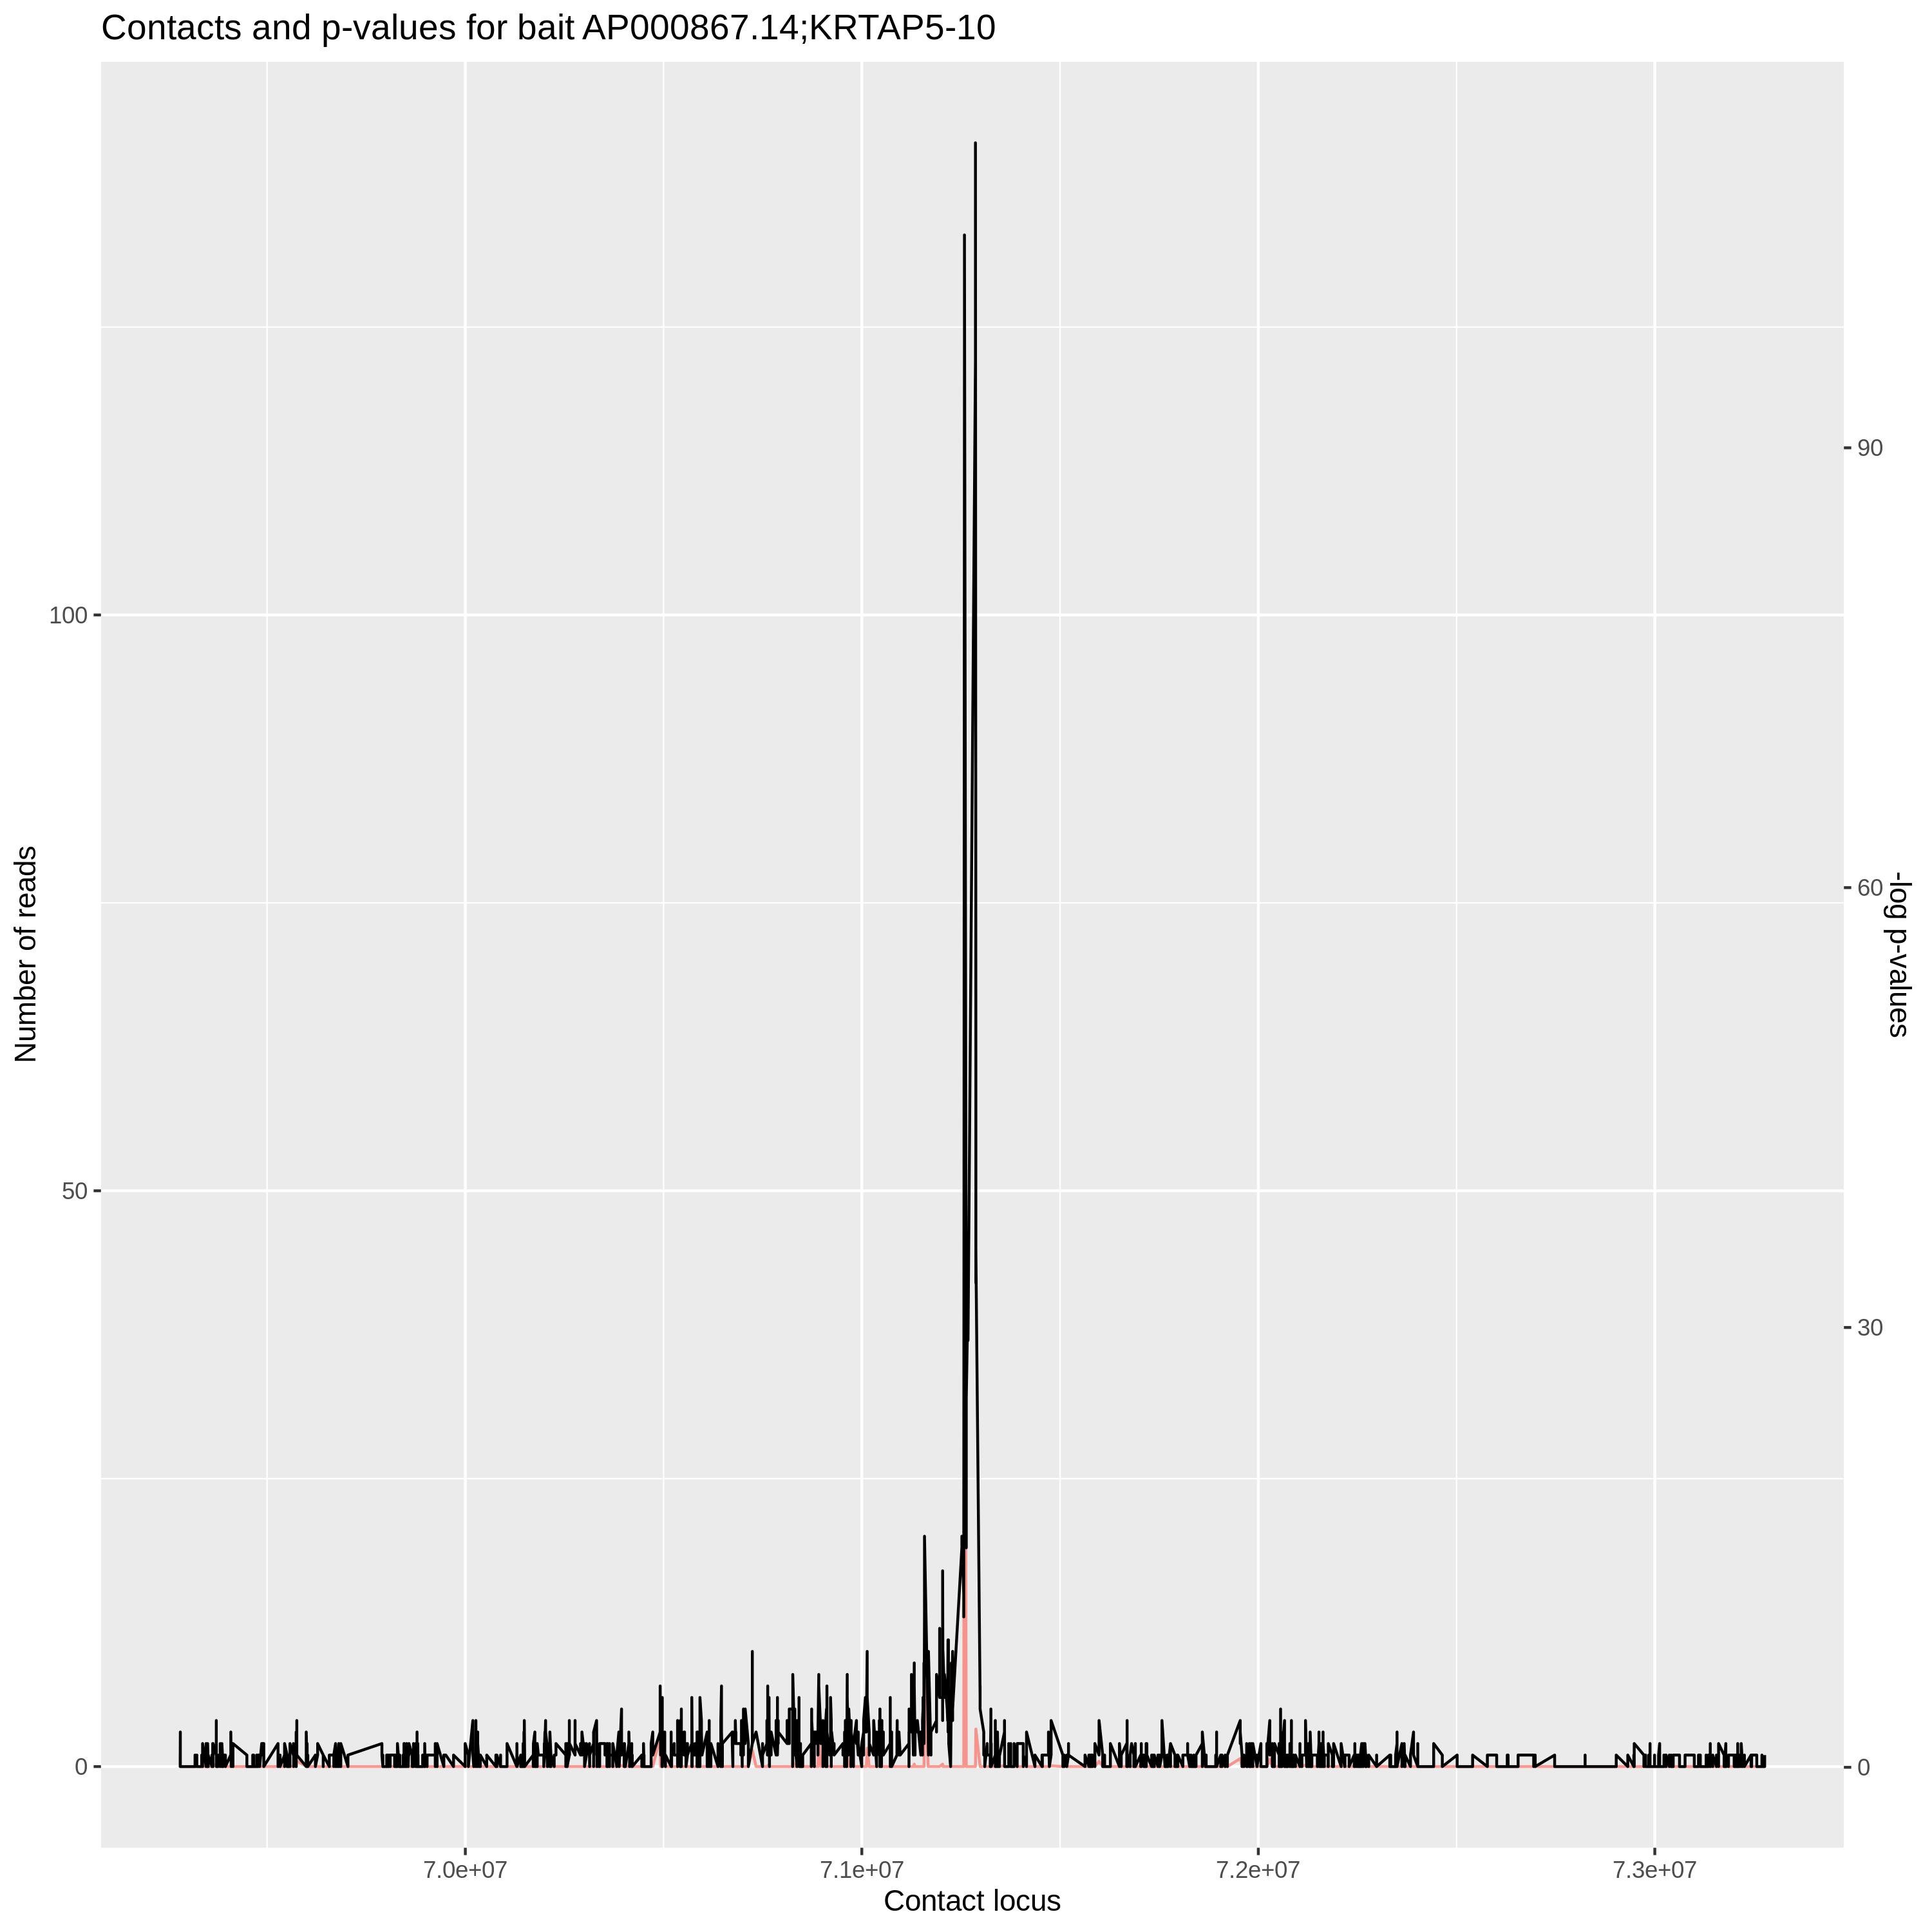 Contacts and p-values for bait AP000867.14;KRTAP5-10
100
50
0
Number of reads
90
60
30
0
-log p-values
7.0e+07
7.1e+07
7.2e+07
7.3e+07
Contact locus